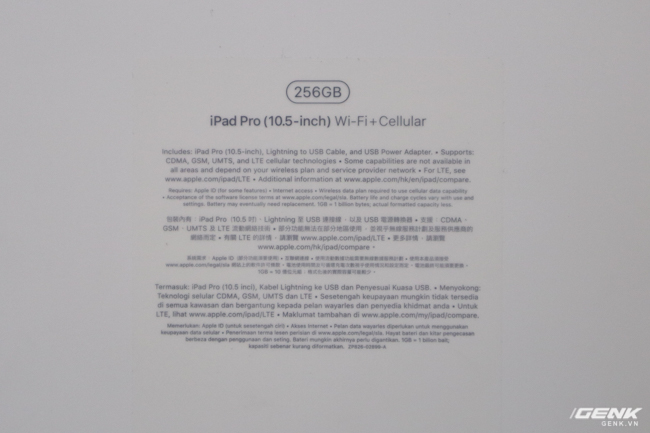 256GB
iPad Pro (10.5-inch) Wi-Fi + Cellular
Includes: iPad Pro (10.5-inch), Lightning to USB Cable, and USB Power Adapter. • Supports:
CDMA, GSM, UMTS, and LTE cellular technologies • Some capabilities are not available in
all areas and depend on your wireless plan and service provider network • For LTE, see
www.apple.com/ipad/LTE • Additional information at www.apple.com/hk/en/ipad/compare.
Requires: Apple ID (for some features) • Internet access • Wireless data plan required to use cellular data capability
• Acceptance of the software license terms at www.apple.com/legal/sla. Battery life and charge cycles vary with use and
settings. Battery may eventually need replacement. 1GB = 1 billion bytes; actual formatted capacity less.
包裝內有：iPad Pro (10.5 吋)、Lightning 至 USB 連接線，以及 USB 電源轉換器 • 支援：CDMA、
GSM、UMTS 及 LTE 流動網絡技術 • 部分功能無法在部分地區使用，並視乎無線服務計劃及服務供應商的
網絡而定 • 有關 LTE 的詳情，請瀏覽 www.apple.com/ipad/LTE • 更多詳情，請瀏覽
www.apple.com/hk/ipad/compare。
Termasuk: iPad Pro (10.5 inci), Kabel Lightning ke USB dan Penyesuai Kuasa USB. • Menyokong:
Teknologi selular CDMA, GSM, UMTS dan LTE • Sesetengah keupayaan mungkin tidak tersedia
di semua kawasan dan bergantung kepada pelan wayarles dan penyedia khidmat anda • Untuk
LTE, lihat www.apple.com/ipad/LTE • Maklumat tambahan di www.apple.com/my/ipad/compare.
Memerlukan: Apple ID (untuk sesetengah ciri) • Akses Internet • Pelan data wayarles diperlukan untuk menggunakan
keupayaan data selular • Penerimaan terma lesen perisian di www.apple.com/legal/sla. Hayat bateri dan kitar pengecasan
berbeza dengan penggunaan dan seting. Bateri mungkin akhirnya perlu digantikan. 1GB = 1 bilion bait;
kapasiti sebenar kurang diformatkan.
GENK
GENK.VN